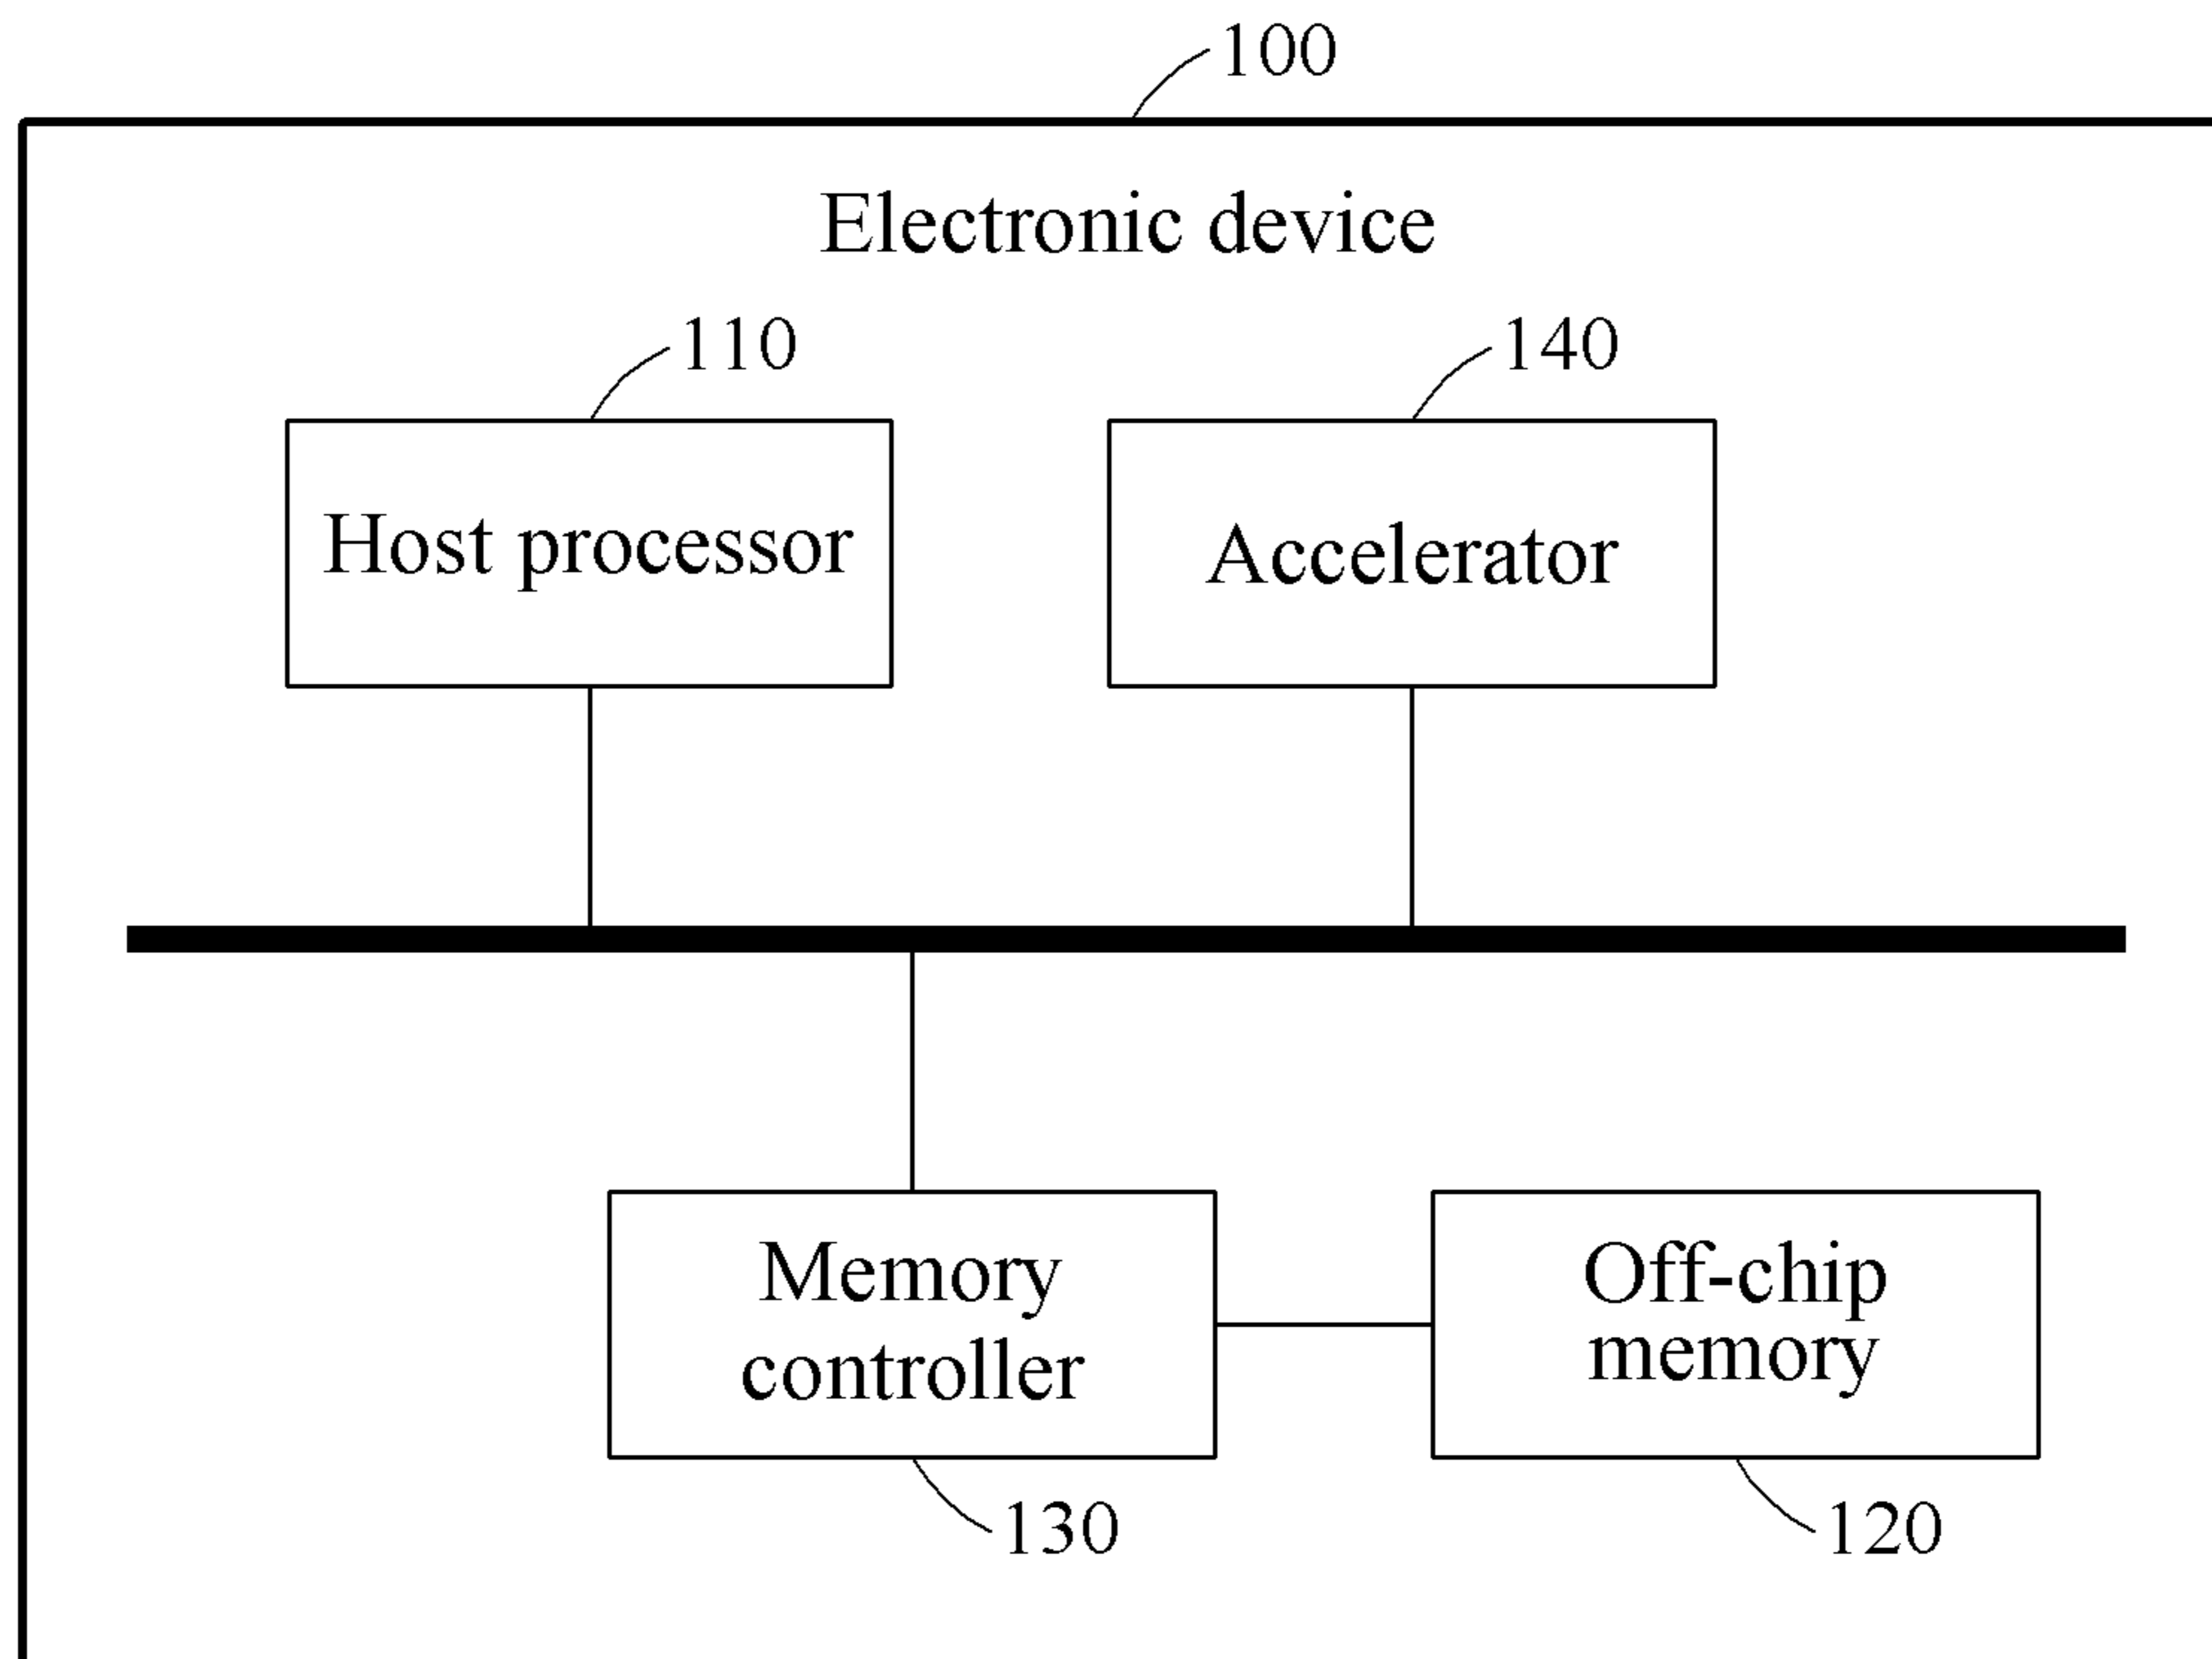 100
Electronic device
110
140
Host processor
Accelerator
Memory
controller
Off-chip
memory
130
120